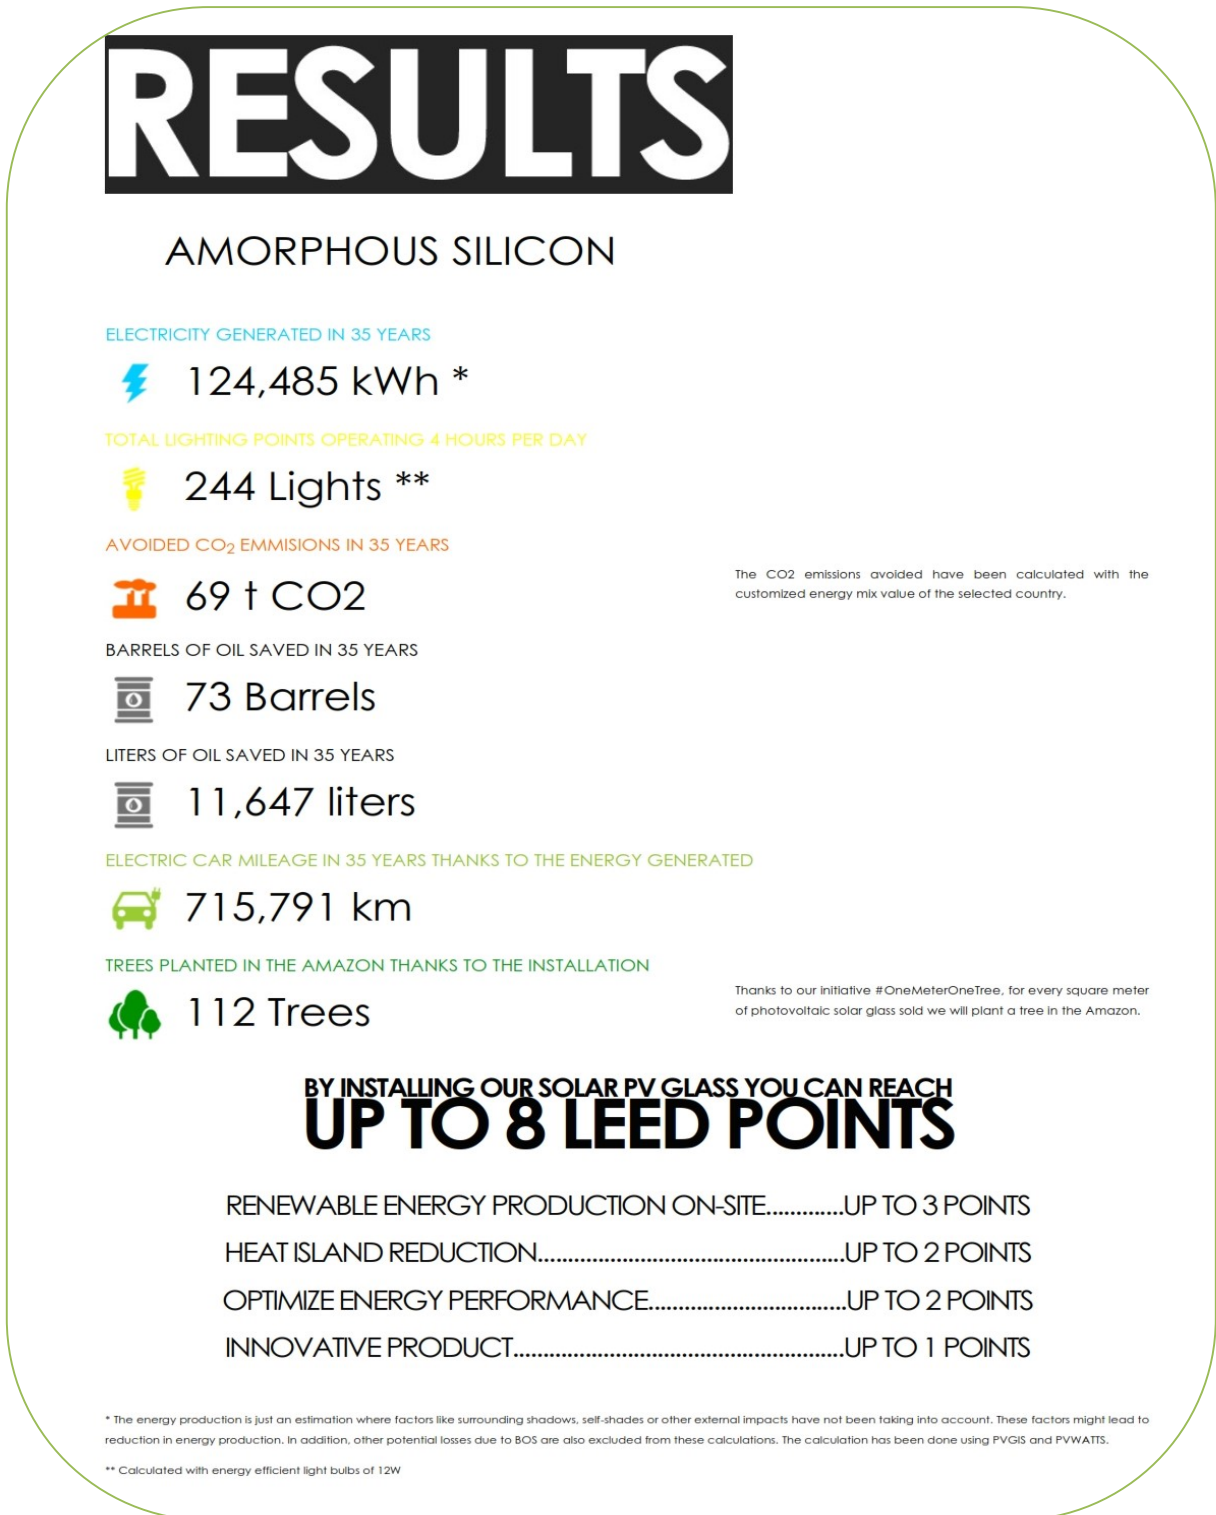 RESULTS
AMORPHOUS SILICON
ELECTRICITY GENERATED IN 35 YEARS
124,485 kWh *
TOTAL LIGHTING POINTS OPERATING 4 HOURS PER DAY
244 Lights **
AVOIDED CO2 EMMISIONS IN 35 YEARS
69 t CO2
The CO2 emissions avoided have been calculated with the
customized energy mix value of the selected country.
BARRELS OF OIL SAVED IN 35 YEARS
73 Barrels
LITERS OF OIL SAVED IN 35 YEARS
11,647 liters
ELECTRIC CAR MILEAGE IN 35 YEARS THANKS TO THE ENERGY GENERATED
715,791 km
TREES PLANTED IN THE AMAZON THANKS TO THE INSTALLATION
112 Trees
Thanks to our initiative #OneMeterOneTree, for every square meter
of photovoltaic solar glass sold we will plant a tree in the Amazon.
BY INSTALLING OUR SOLAR PV GLASS YOU CAN REACH
UP TO 8 LEED POINTS
RENEWABLE ENERGY PRODUCTION ON-SITE.............UP TO 3 POINTS
HEAT ISLAND REDUCTION...................................................UP TO 2 POINTS
OPTIMIZE ENERGY PERFORMANCE.................................UP TO 2 POINTS
INNOVATIVE PRODUCT.......................................................UP TO 1 POINTS
* The energy production is just an estimation where factors like surrounding shadows, self-shades or other external impacts have not been taking into account. These factors might lead to
reduction in energy production. In addition, other potential losses due to BOS are also excluded from these calculations. The calculation has been done using PVGIS and PVWATTS.
** Calculated with energy efficient light bulbs of 12W